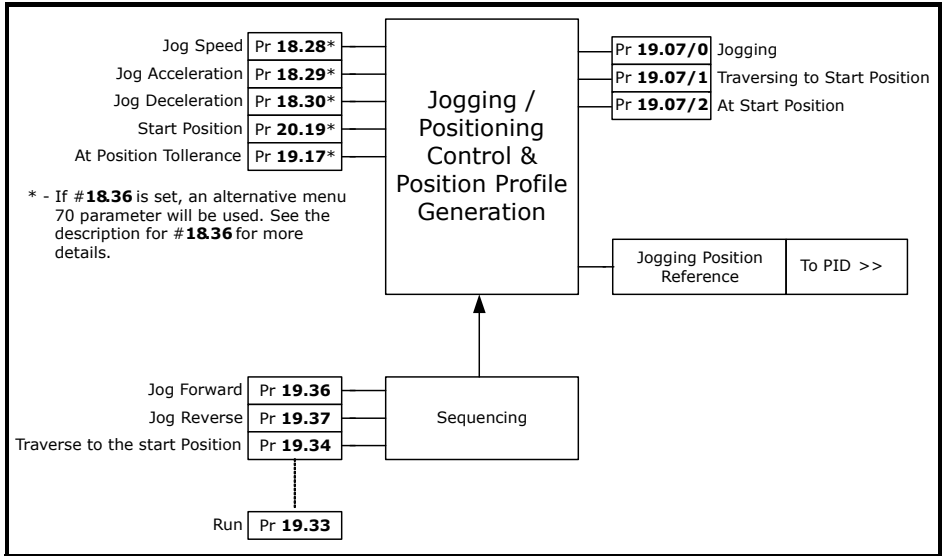 Jog Speed Pr 18.28*
Jog Acceleration Pr 18.29*
Jog Deceleration Pr 18.30*
Start Position Pr 20.19*
At Position Tollerance Pr 19.17*
* - If #18.36 is set, an alternative menu
70 parameter will be used. See the
description for #18.36 for more
details.
Jogging /
Positioning
Control &
Position Profile
Generation
Pr 19.07/0 Jogging
Pr 19.07/1 Traversing to Start Position
Pr 19.07/2 At Start Position
Jogging Position
Reference
To PID >>
Jog Forward Pr 19.36
Jog Reverse Pr 19.37
Traverse to the start Position Pr 19.34
Sequencing
Run Pr 19.33